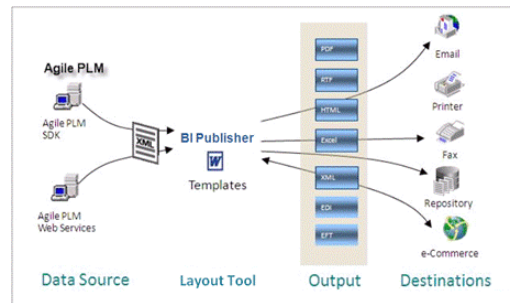 Agile PLM
Agile PLM
SDK
XML
Agile PLM
Web Services
BI Publisher
W
Templates
PDF
RTF
HTML
Excel
XML
EDI
EFT
Email
Printer
Fax
Repository
e-Commerce
Data Source
Layout Tool
Output
Destinations